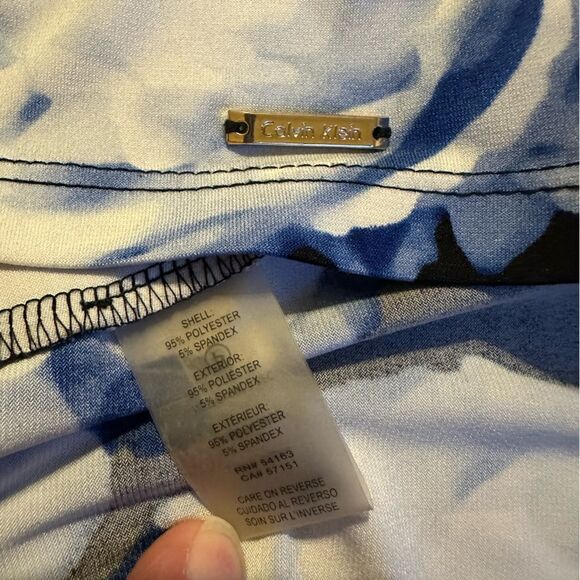 Calvin Klein
SHELL:
95% POLYESTER
5% SPANDEX
EXTERIOR:
95% POLIÉSTER
5% SPANDEX
EXTÉRIEUR:
95% POLYESTER
5% SPANDEX
RN# 54163
CA# 57151
CARE ON REVERSE
CUIDADO AL REVERSO
SOIN SUR L'INVERSE